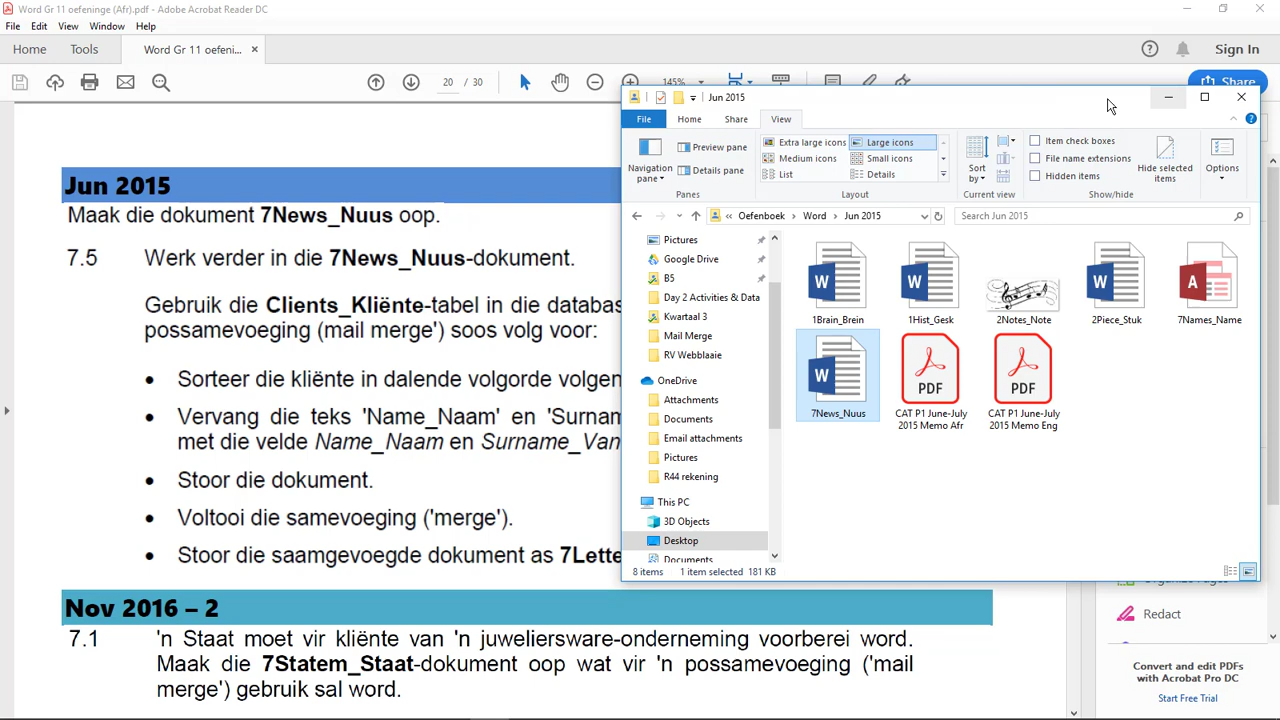 Word Gr 11 oefeninge (Afr).pdf - Adobe Acrobat Reader DC
File Edit View Window Help
Home Tools Word Gr 11 oefeni... × Sign In
20 / 30 145% Share
Jun 2015
Maak die dokument 7News_Nuus oop.
7.5 Werk verder in die 7News_Nuus-dokument.
Gebruik die Clients_Kliënte-tabel in die databas
possamevoeging (mail merge') soos volg voor:
• Sorteer die kliënte in dalende volgorde volgen
• Vervang die teks 'Name_Naam' en 'Surnam
met die velde Name_Naam en Surname_Van
• Stoor die dokument.
• Voltooi die samevoeging ('merge').
• Stoor die saamgevoegde dokument as 7Lette
Nov 2016 – 2
7.1 'n Staat moet vir kliënte van 'n juweliersware-onderneming voorberei word.
Maak die 7Statem_Staat-dokument oop wat vir 'n possamevoeging ('mail
merge') gebruik sal word.
Jun 2015
File Home Share View
Navigation pane
Preview pane
Details pane
Panes
Extra large icons Large icons
Medium icons Small icons
List Details
Layout
Sort by
Current view
Item check boxes
File name extensions
Hidden items
Hide selected items
Show/hide
Options
« Oefenboek › Word › Jun 2015
Search Jun 2015
Pictures
Google Drive
B5
Day 2 Activities & Data
Kwartaal 3
Mail Merge
RV Webblaaie
OneDrive
Attachments
Documents
Email attachments
Pictures
R44 rekening
This PC
3D Objects
Desktop
Documents
1Brain_Brein
1Hist_Gesk
2Notes_Note
2Piece_Stuk
7Names_Name
7News_Nuus
PDF
CAT P1 June-July
2015 Memo Afr
PDF
CAT P1 June-July
2015 Memo Eng
8 items 1 item selected 181 KB
Organize Pages
Redact
Convert and edit PDFs
with Acrobat Pro DC
Start Free Trial